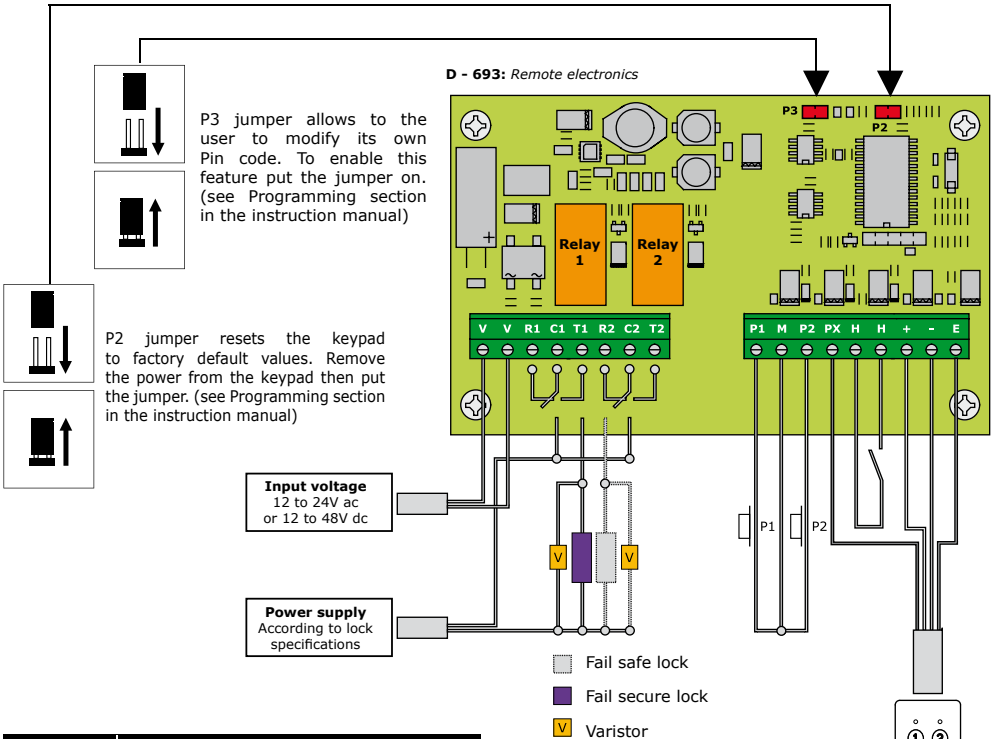 D - 693: Remote electronics
P3 jumper allows to the
user to modify its own
Pin code. To enable this
feature put the jumper on.
(see Programming section
in the instruction manual)
P3
P2
Relay
1
Relay
2
+
~ ~
P2 jumper resets the keypad
to factory default values. Remove
the power from the keypad then put
the jumper. (see Programming section
in the instruction manual)
V V R1 C1 T1 R2 C2 T2
P1 M P2 PX H H + - E
Input voltage
12 to 24V ac
or 12 to 48V dc
P1
P2
V
V
Power supply
According to lock
specifications
Fail safe lock
Fail secure lock
V Varistor
1 2